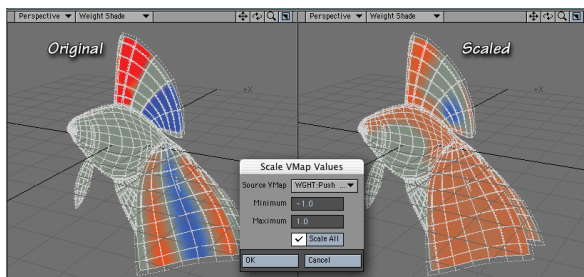 Perspective Weight Shade
Original
+X
Perspective Weight Shade
Scaled
+X
Scale VMap Values
Source VMap WGHT:Push ...
Minimum -1.0
Maximum 1.0
Scale All
OK Cancel